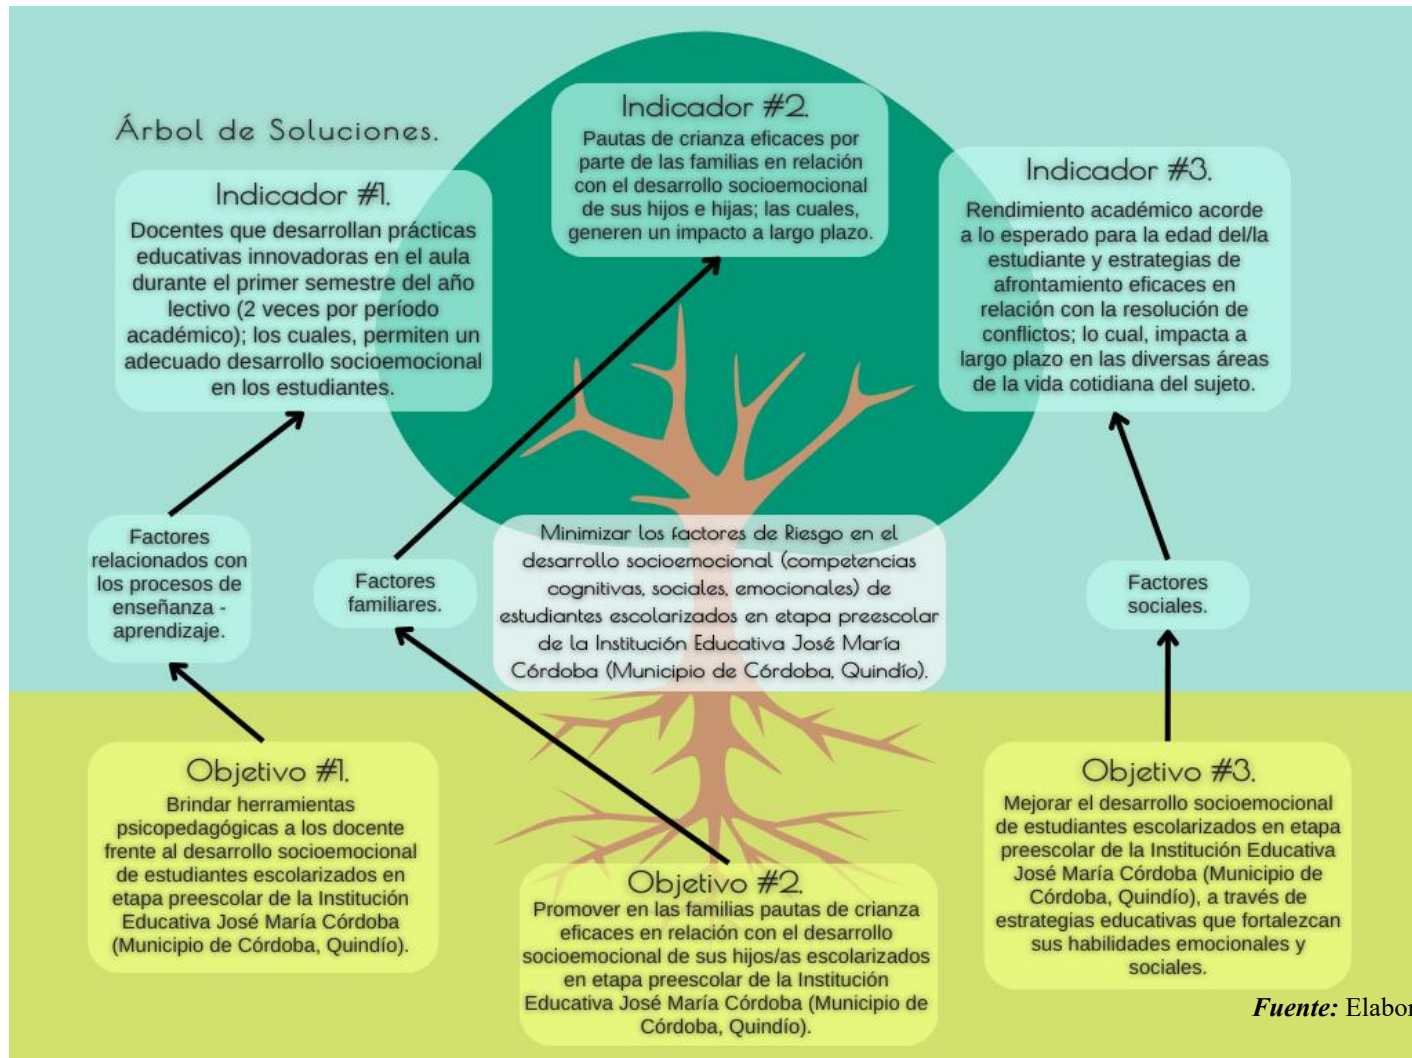 Árbol de Soluciones.
Indicador #1.
Docentes que desarrollan prácticas
educativas innovadoras en el aula
durante el primer semestre del año
lectivo (2 veces por período
académico); los cuales, permiten un
adecuado desarrollo socioemocional
en los estudiantes.
Indicador #2.
Pautas de crianza eficaces por
parte de las familias en relación
con el desarrollo socioemocional
de sus hijos e hijas; las cuales,
generen un impacto a largo plazo.
Indicador #3.
Rendimiento académico acorde
a lo esperado para la edad del/la
estudiante y estrategias de
afrontamiento eficaces en
relación con la resolución de
conflictos; lo cual, impacta a
largo plazo en las diversas áreas
de la vida cotidiana del sujeto.
Factores
relacionados con
los procesos de
enseñanza -
aprendizaje.
Factores
familiares.
Minimizar los factores de Riesgo en el
desarrollo socioemocional (competencias
cognitivas, sociales, emocionales) de
estudiantes escolarizados en etapa preescolar
de la Institución Educativa José María
Córdoba (Municipio de Córdoba, Quindío).
Factores
sociales.
Objetivo #1.
Brindar herramientas
psicopedagógicas a los docente
frente al desarrollo socioemocional
de estudiantes escolarizados en
etapa preescolar de la Institución
Educativa José María Córdoba
(Municipio de Córdoba, Quindío).
Objetivo #2.
Promover en las familias pautas de crianza
eficaces en relación con el desarrollo
socioemocional de sus hijos/as escolarizados
en etapa preescolar de la Institución
Educativa José María Córdoba (Municipio de
Córdoba, Quindío).
Objetivo #3.
Mejorar el desarrollo socioemocional
de estudiantes escolarizados en etapa
preescolar de la Institución Educativa
José María Córdoba (Municipio de
Córdoba, Quindío), a través de
estrategias educativas que fortalezcan
sus habilidades emocionales y
sociales.
Fuente: